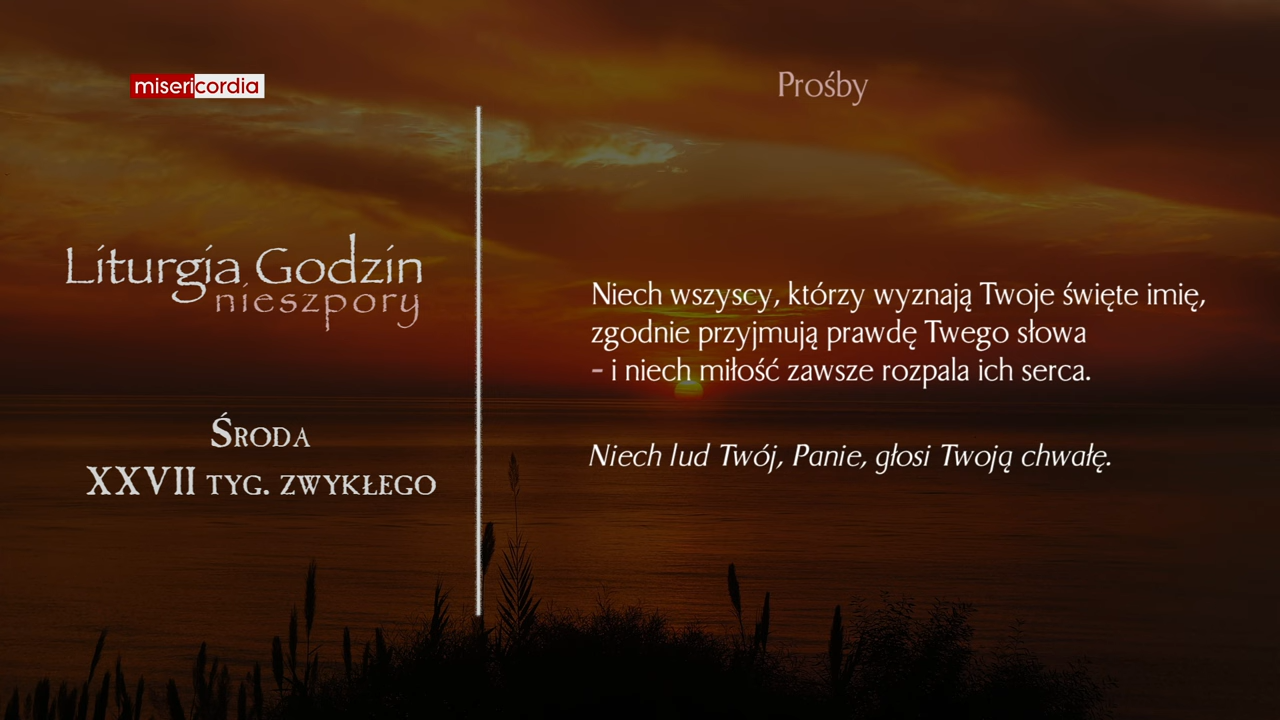 misericordia
Liturgia Godzin
nieszpory
Środa
XXVII tyg. zwykłego
Prośby
Niech wszyscy, którzy wyznają Twoje święte imię,
zgodnie przyjmują prawdę Twego słowa
- i niech miłość zawsze rozpala ich serca.
Niech lud Twój, Panie, głosi Twoją chwałę.